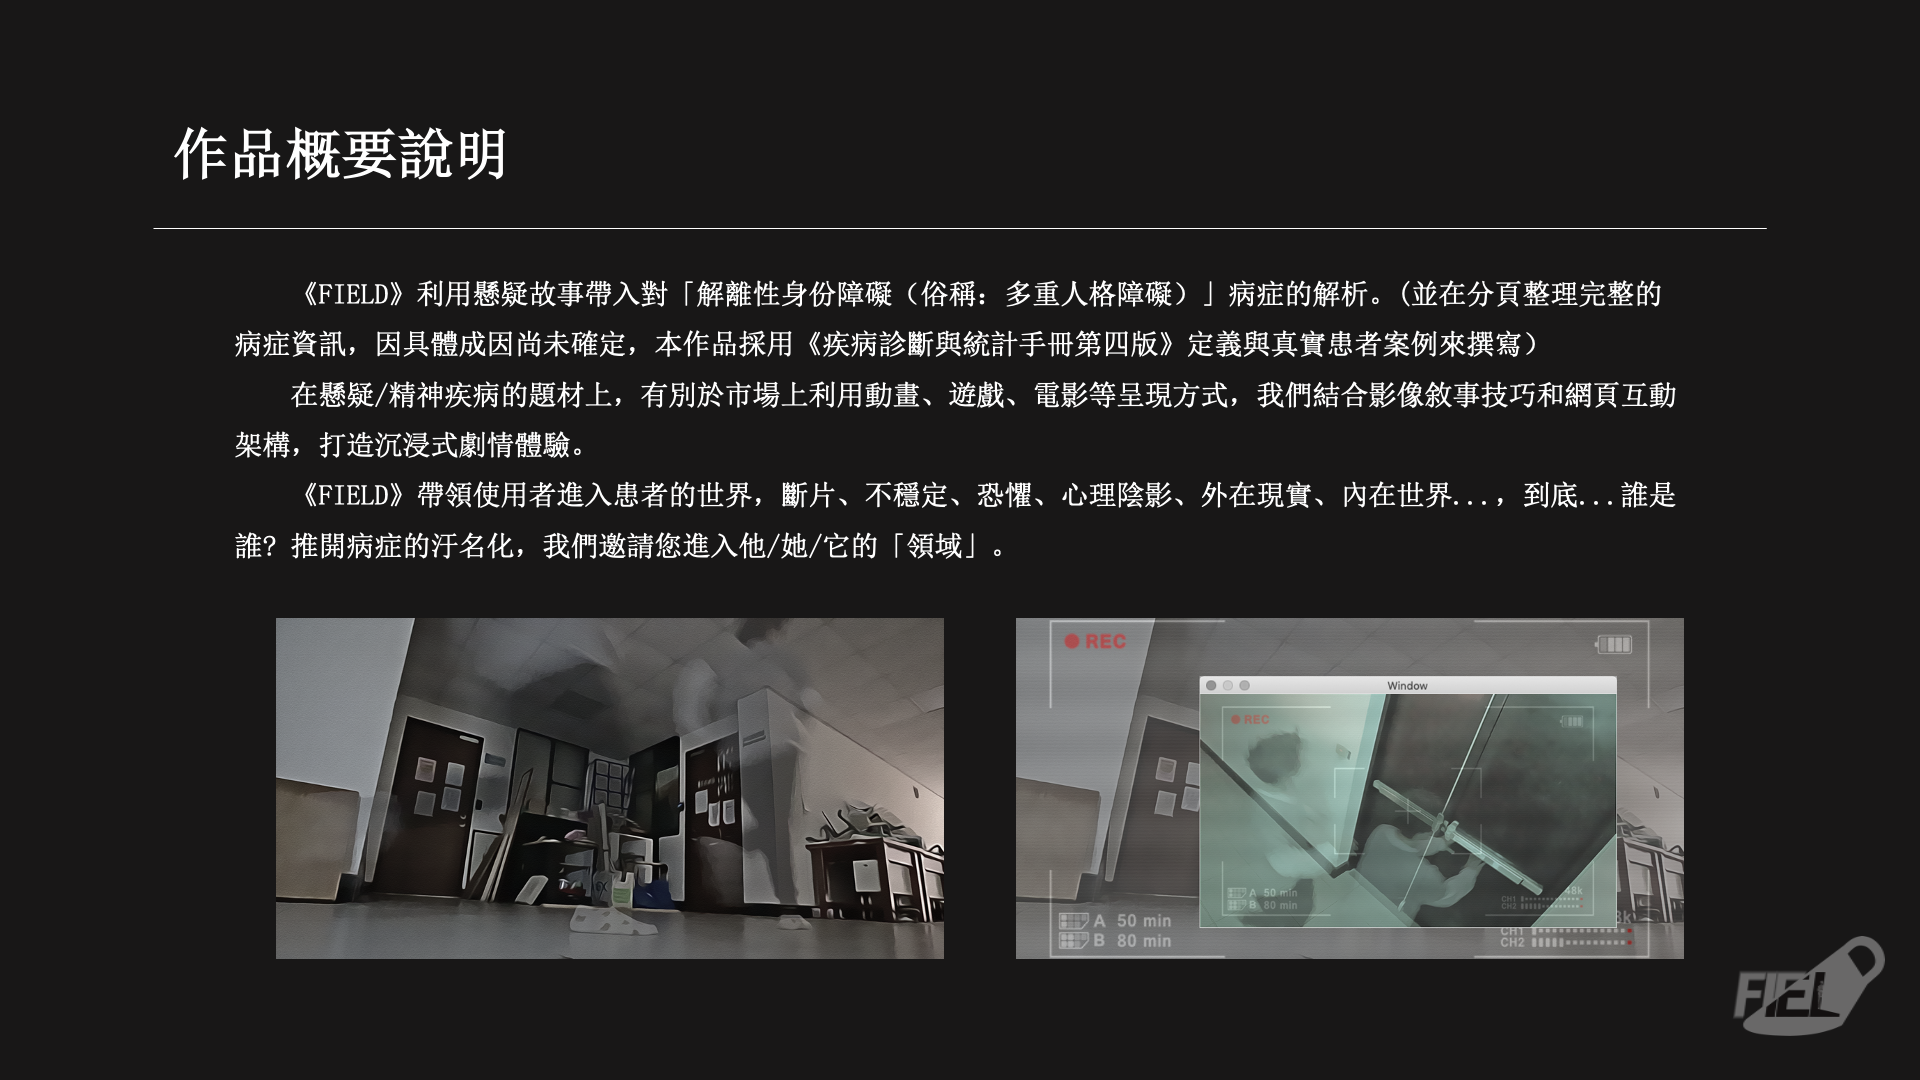 作品概要說明
《FIELD》利用懸疑故事帶入對「解離性身份障礙（俗稱：多重人格障礙）」病症的解析。(並在分頁整理完整的
病症資訊，因具體成因尚未確定，本作品採用《疾病診斷與統計手冊第四版》定義與真實患者案例來撰寫）
在懸疑/精神疾病的題材上，有別於市場上利用動畫、遊戲、電影等呈現方式，我們結合影像敘事技巧和網頁互動
架構，打造沉浸式劇情體驗。
《FIELD》帶領使用者進入患者的世界，斷片、不穩定、恐懼、心理陰影、外在現實、內在世界...，到底...誰是
誰? 推開病症的汙名化，我們邀請您進入他/她/它的「領域」。
REC
Window
REC
A 50 min
B 80 min
48k
CH1
CH2
A 50 min
B 80 min
CH1
CH2
FIEL